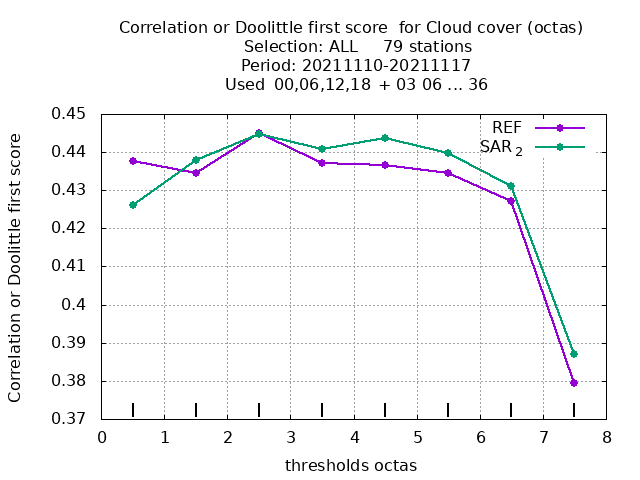 Correlation or Doolittle first score  for Cloud cover (octas)
Selection: ALL     79 stations
Period: 20211110-20211117
Used  00,06,12,18  + 03 06 ... 36
REF
SAR 2
0.45
0.44
0.43
0.42
0.41
0.4
0.39
0.38
0.37
Correlation or Doolittle first score
0 1 2 3 4 5 6 7 8
thresholds octas